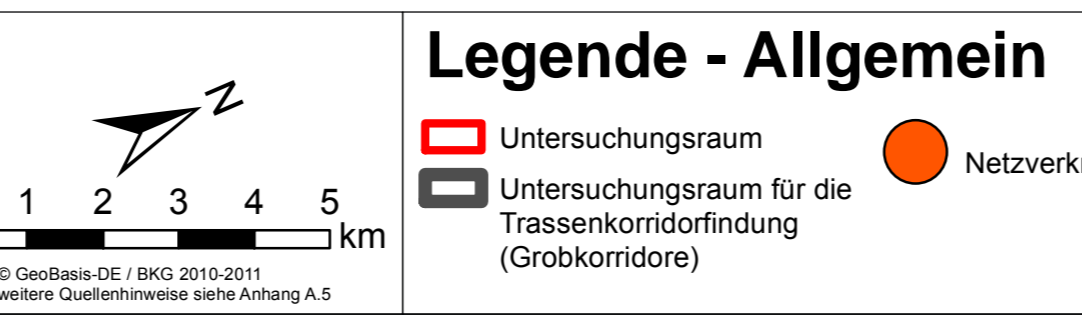 Legende - Allgemein
N
1 2 3 4 5
km
© GeoBasis-DE / BKG 2010-2011
weitere Quellenhinweise siehe Anhang A.5
Untersuchungsraum
Untersuchungsraum für die
Trassenkorridorfindung
(Grobkorridore)